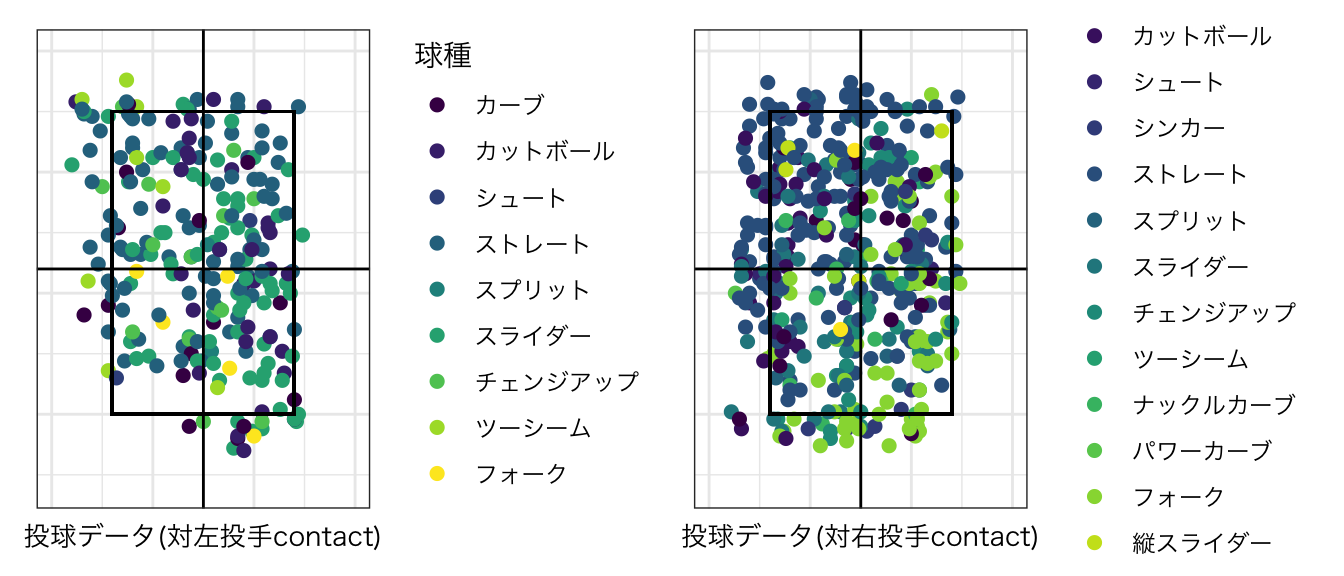 球種
カーブ
カットボール
シュート
ストレート
スプリット
スライダー
チェンジアップ
ツーシーム
フォーク
投球データ(対左投手contact)
カットボール
シュート
シンカー
ストレート
スプリット
スライダー
チェンジアップ
ツーシーム
ナックルカーブ
パワーカーブ
フォーク
縦スライダー
投球データ(対右投手contact)